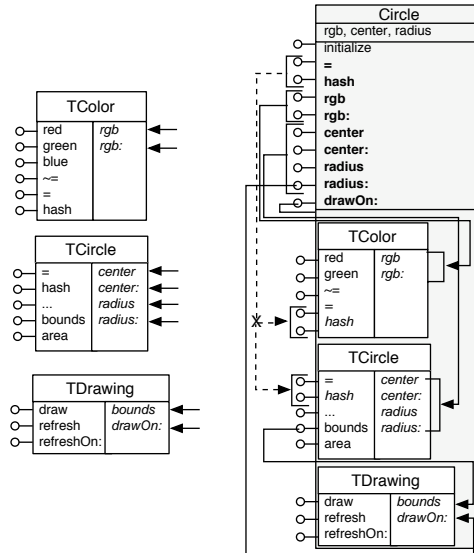 TColor
red rgb
green rgb:
blue
~=
=
hash
TCircle
= center
hash center:
... radius
bounds radius:
area
TDrawing
draw bounds
refresh drawOn:
refreshOn:
Circle
rgb, center, radius
initialize
=
hash
rgb
rgb:
center
center:
radius
radius:
drawOn:
TColor
red rgb
green rgb:
~=
=
hash
TCircle
= center
hash center:
... radius
bounds radius:
area
TDrawing
draw bounds
refresh drawOn:
refreshOn: